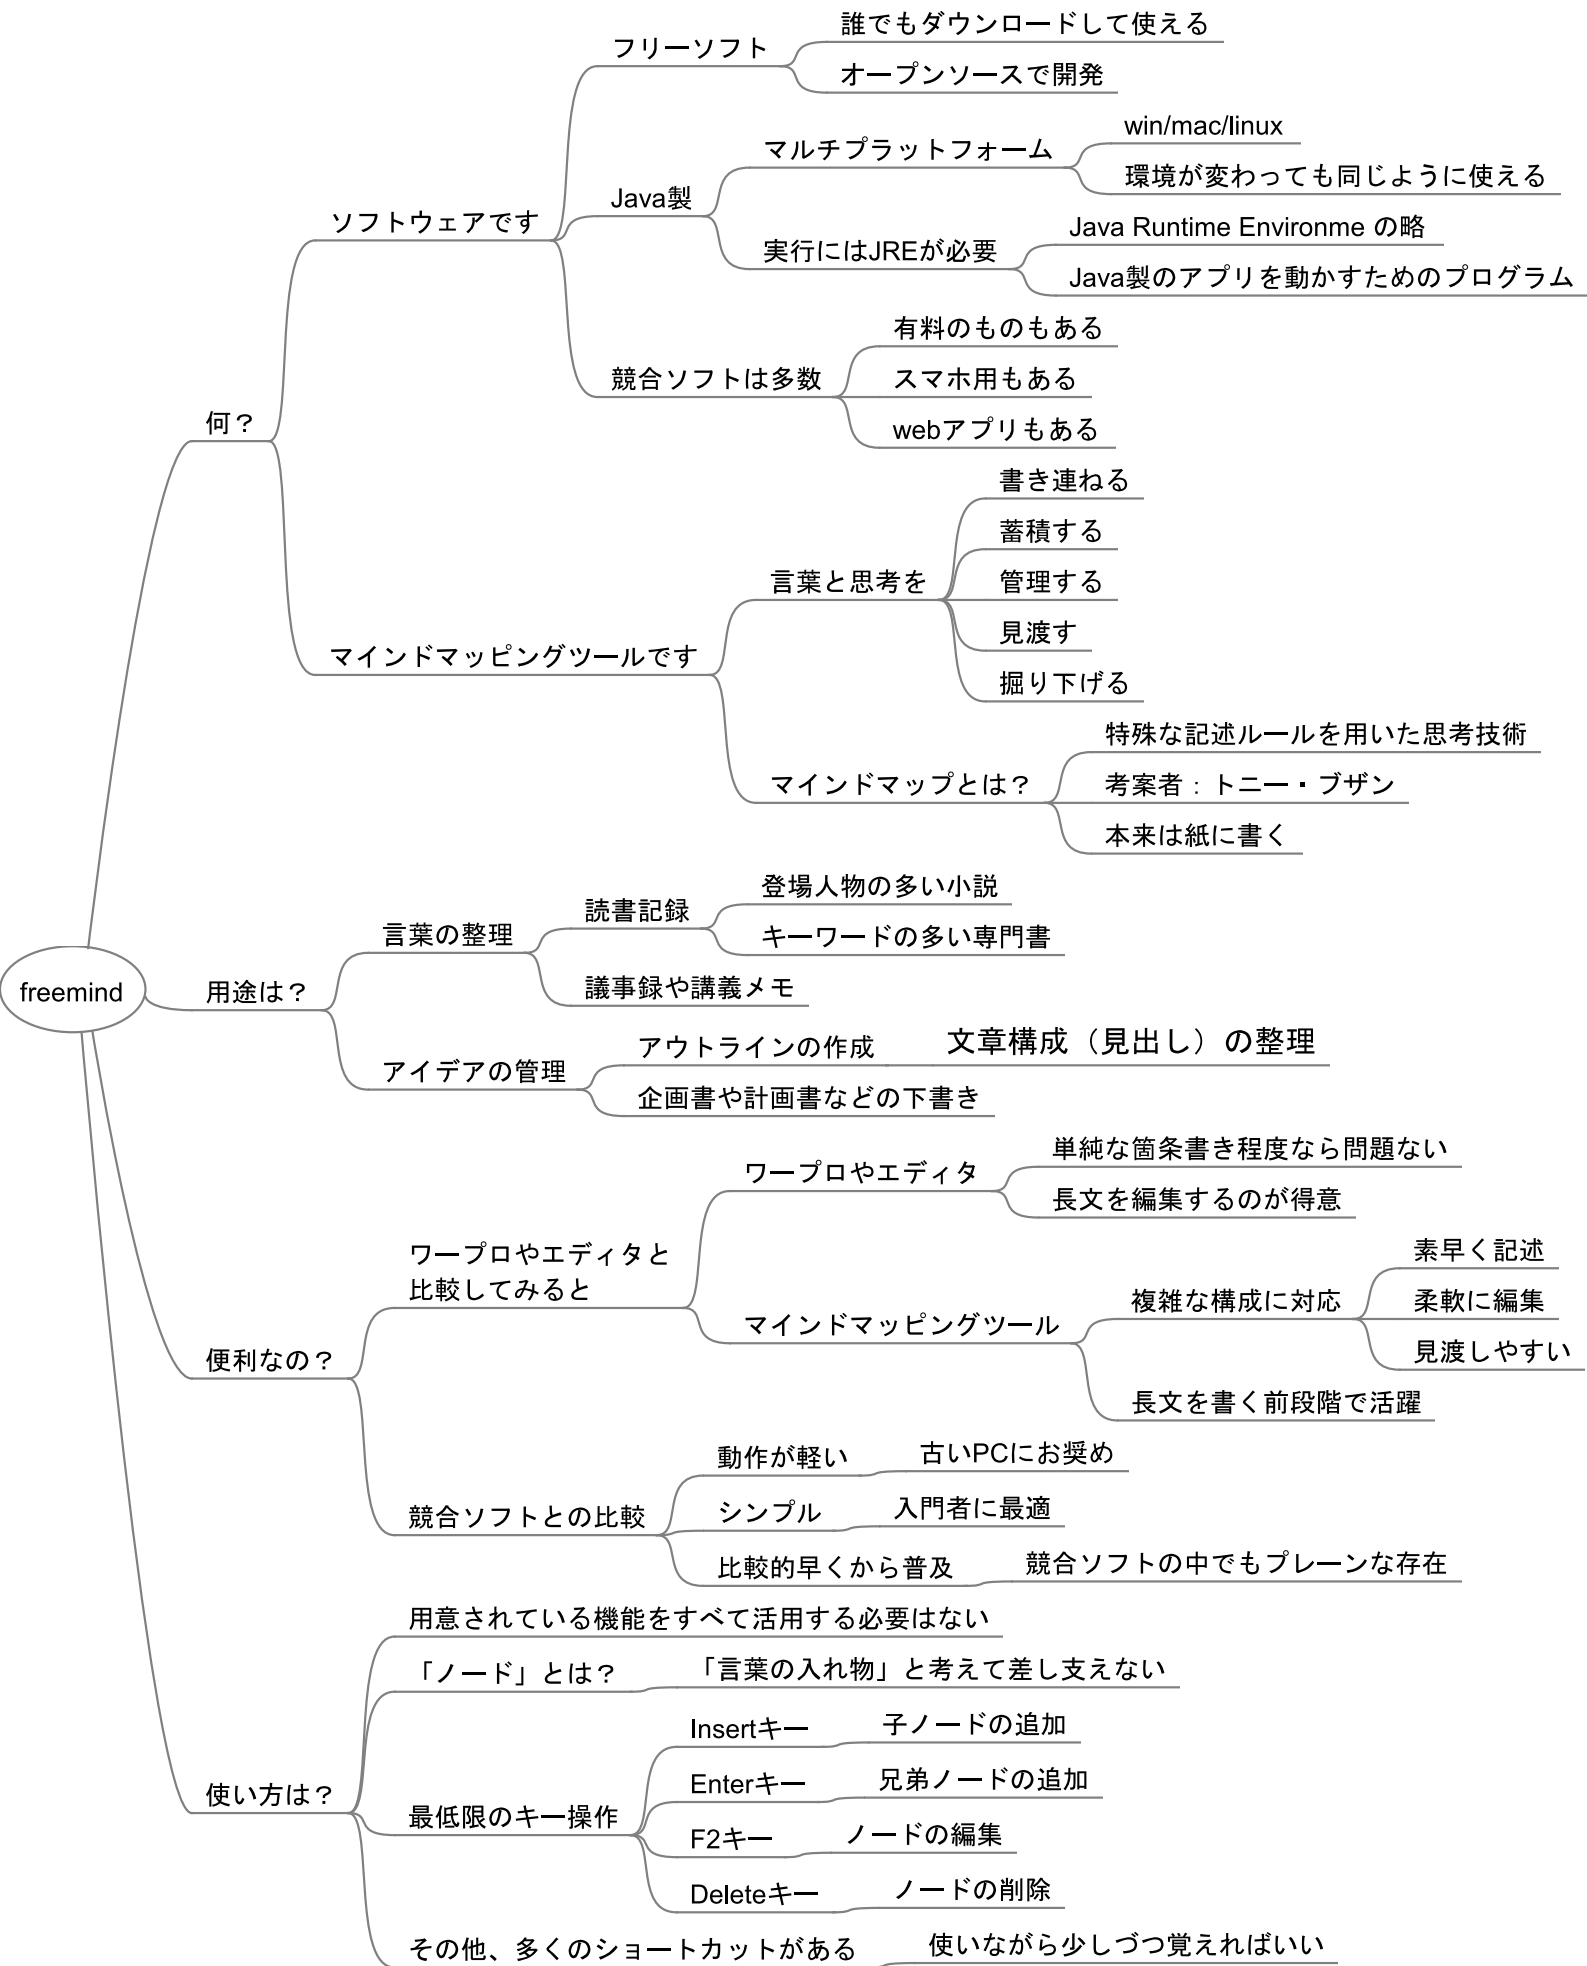 freemind
何？
ソフトウェアです
フリーソフト
誰でもダウンロードして使える
オープンソースで開発
Java製
マルチプラットフォーム
win/mac/linux
環境が変わっても同じように使える
実行にはJREが必要
Java Runtime Environme の略
Java製のアプリを動かすためのプログラム
競合ソフトは多数
有料のものもある
スマホ用もある
webアプリもある
マインドマッピングツールです
言葉と思考を
書き連ねる
蓄積する
管理する
見渡す
掘り下げる
マインドマップとは？
特殊な記述ルールを用いた思考技術
考案者：トニー・ブザン
本来は紙に書く
用途は？
言葉の整理
読書記録
登場人物の多い小説
キーワードの多い専門書
議事録や講義メモ
アイデアの管理
アウトラインの作成
文章構成（見出し）の整理
企画書や計画書などの下書き
便利なの？
ワープロやエディタと
比較してみると
ワープロやエディタ
単純な箇条書き程度なら問題ない
長文を編集するのが得意
マインドマッピングツール
複雑な構成に対応
素早く記述
柔軟に編集
見渡しやすい
長文を書く前段階で活躍
競合ソフトとの比較
動作が軽い
古いPCにお奨め
シンプル
入門者に最適
比較的早くから普及
競合ソフトの中でもプレーンな存在
使い方は？
用意されている機能をすべて活用する必要はない
「ノード」とは？
「言葉の入れ物」と考えて差し支えない
最低限のキー操作
Insertキー
子ノードの追加
Enterキー
兄弟ノードの追加
F2キー
ノードの編集
Deleteキー
ノードの削除
その他、多くのショートカットがある
使いながら少しづつ覚えればいい